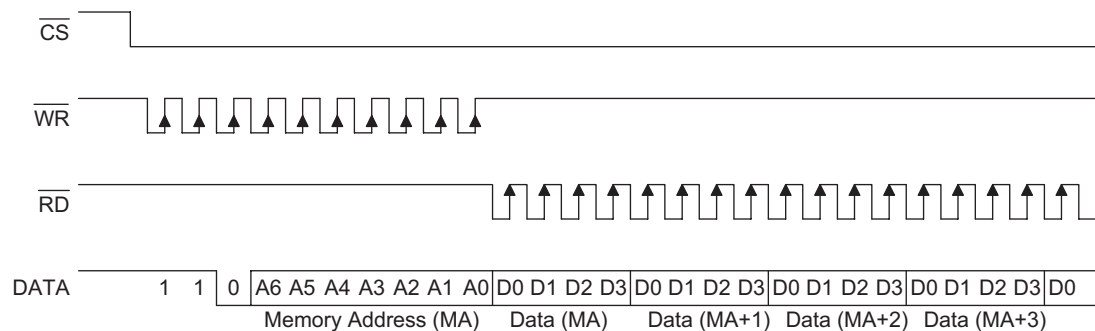 CS
WR
RD
DATA 1 1 0 A6 A5 A4 A3 A2 A1 A0 D0 D1 D2 D3 D0 D1 D2 D3 D0 D1 D2 D3 D0 D1 D2 D3 D0
Memory Address (MA) Data (MA) Data (MA+1) Data (MA+2) Data (MA+3)